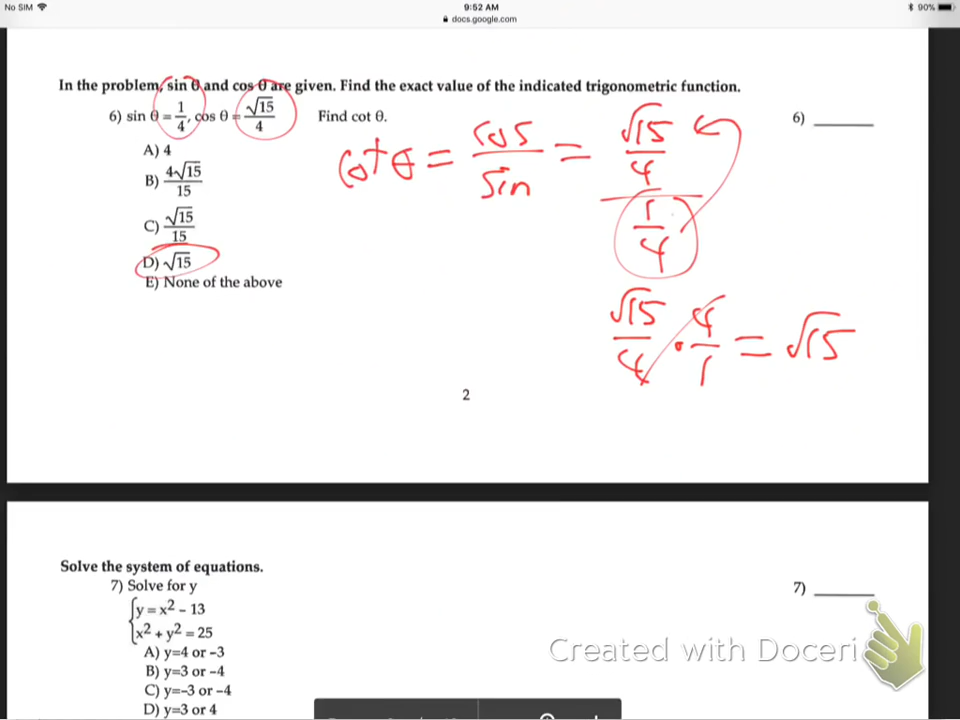 No SIM 9:52 AM 90%
docs.google.com
In the problem, sin θ and cos θ are given. Find the exact value of the indicated trigonometric function.
6) sin θ = 1/4, cos θ = √15/4 Find cot θ. 6)
A) 4
B) 4√15/15
C) √15/15
D) √15
E) None of the above
cot θ = cos/sin = √15/4 / 1/4
√15/4 · 4/1 = √15
2
Solve the system of equations.
7) Solve for y 7)
y = x² – 13
x² + y² = 25
A) y=4 or –3
B) y=3 or –4
C) y=–3 or –4
D) y=3 or 4
Created with Doceri